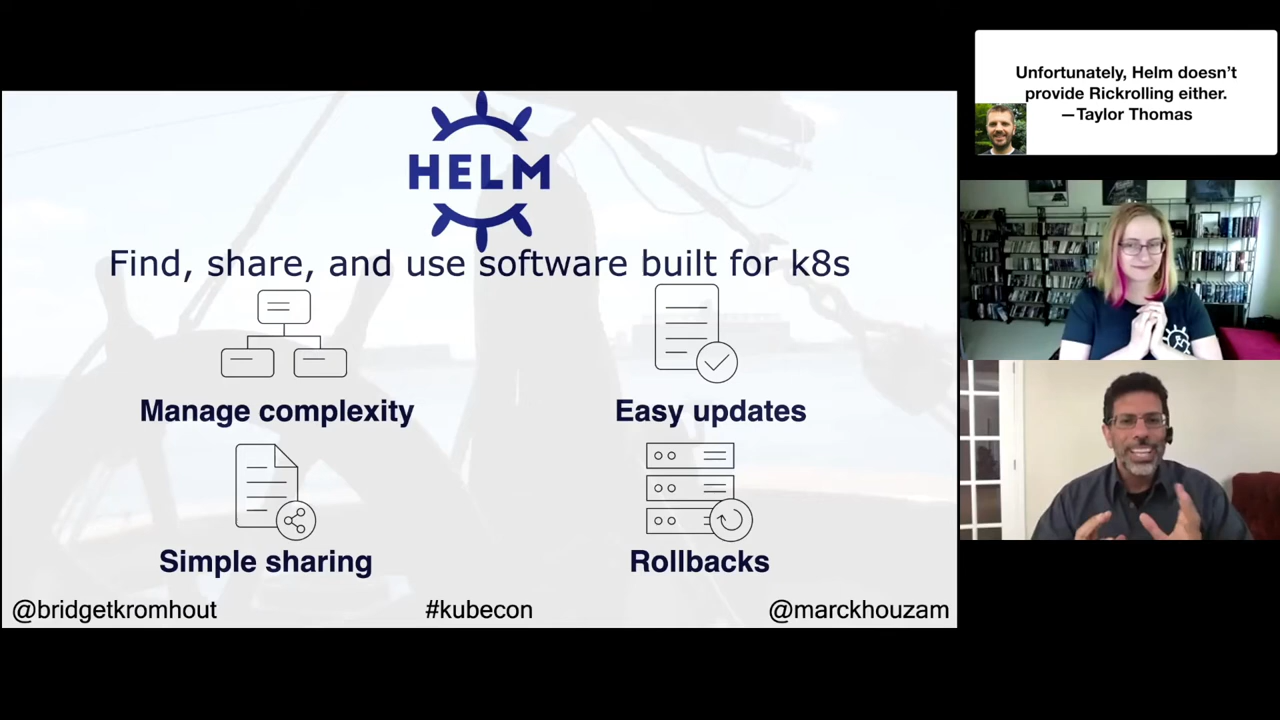 HELM
Find, share, and use software built for k8s
Manage complexity
Easy updates
Simple sharing
Rollbacks
@bridgetkromhout
#kubecon
@marckhouzam
Unfortunately, Helm doesn’t
provide Rickrolling either.
—Taylor Thomas